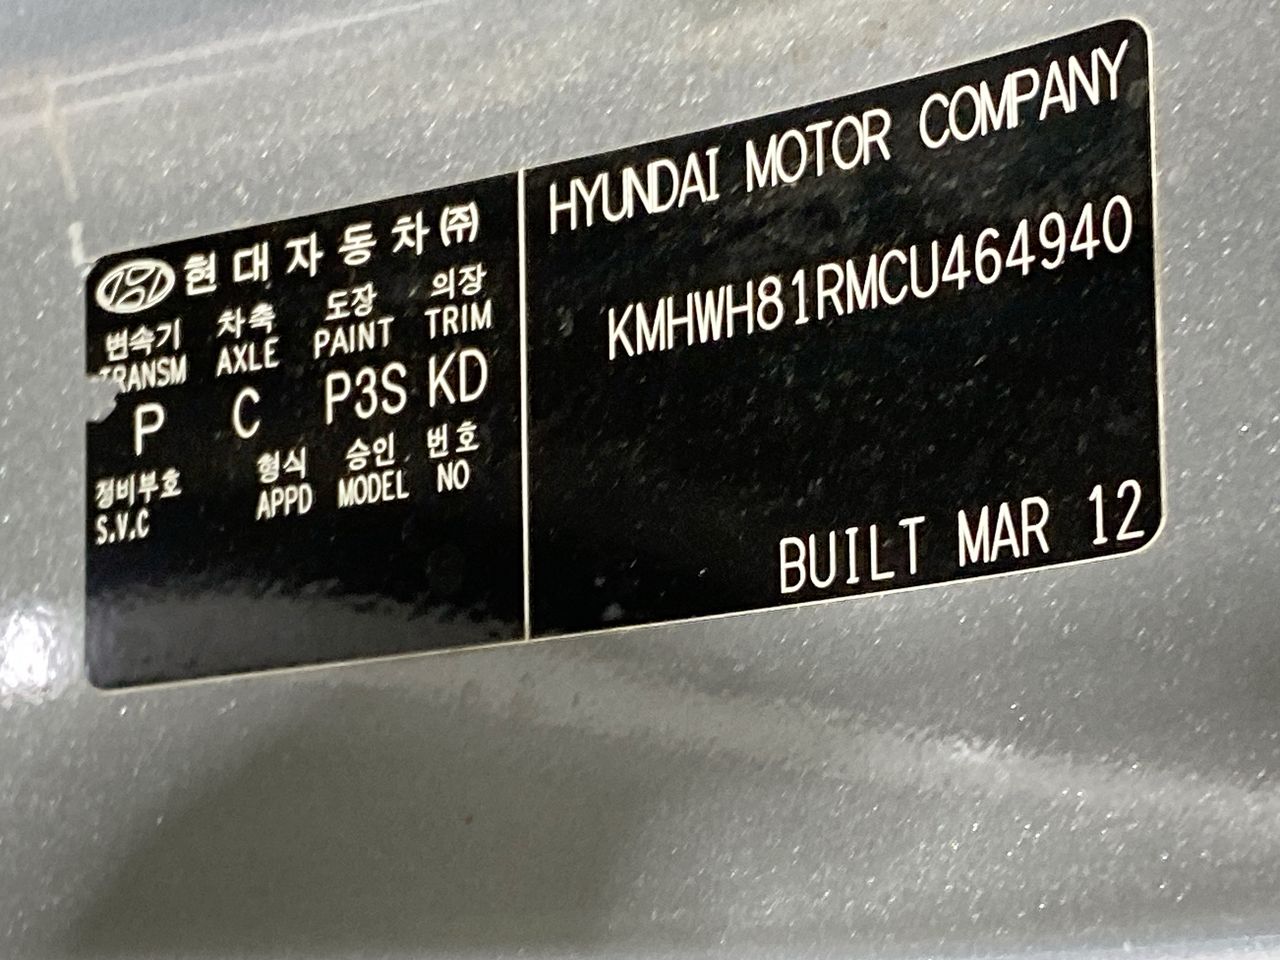 현대자동차(주)
변속기 차축 도장 의장
TRANSM AXLE PAINT TRIM
P C P3S KD
정비부호 형식 승인 번호
S.V.C APPD MODEL NO
HYUNDAI MOTOR COMPANY
KMHWH81RMCU464940
BUILT MAR 12